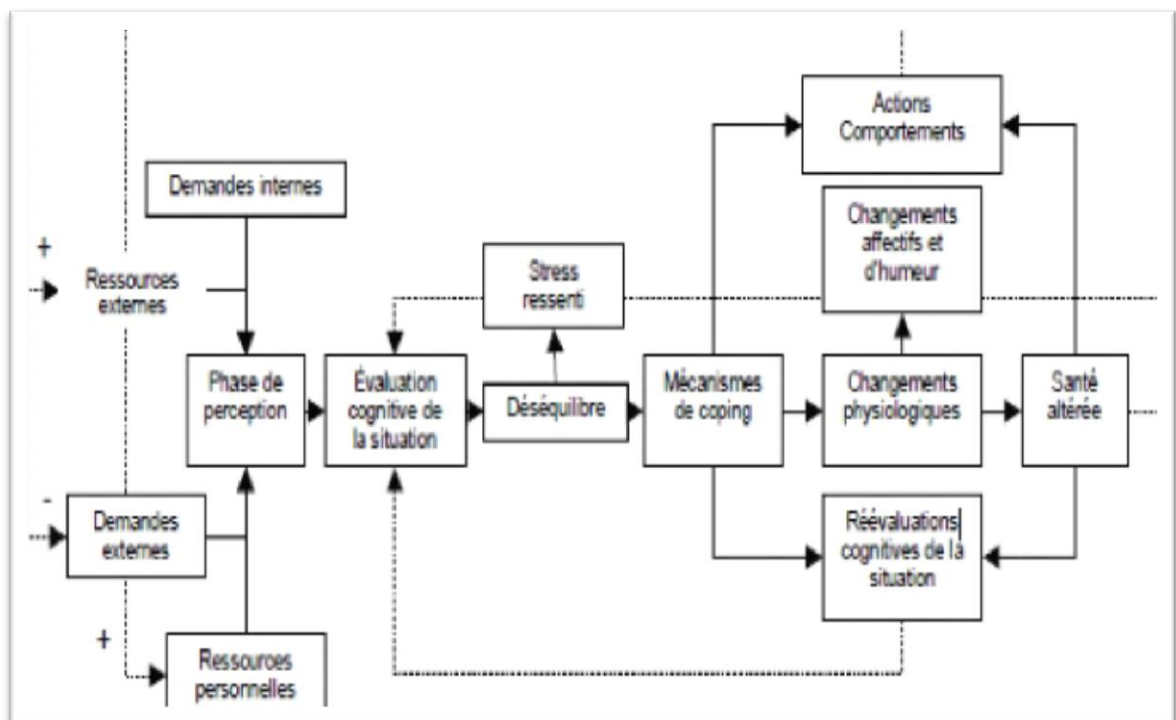 Actions
Comportements
Demandes internes
Changements
affectifs et
d'humeur
+
Ressources
externes
Stress
ressenti
Phase de
perception
Évaluation
cognitive de
la situation
Déséquilibre
Mécanismes
de coping
Changements
physiologiques
Santé
altérée
-
Demandes
externes
Réévaluations
cognitives de la
situation
+
Ressources
personnelles